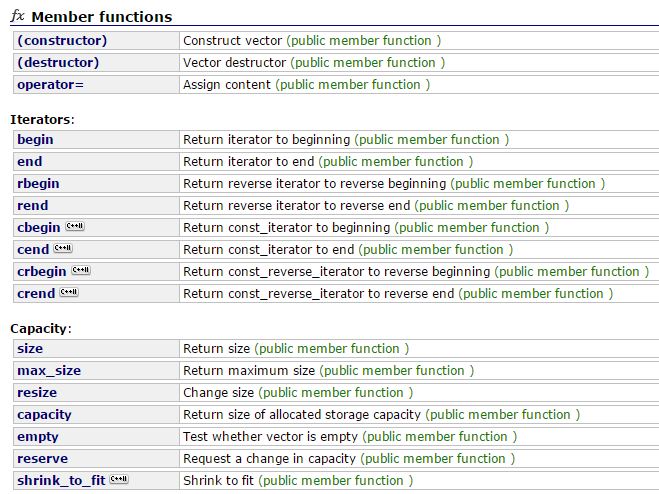 fx Member functions
(constructor) Construct vector (public member function )
(destructor) Vector destructor (public member function )
operator= Assign content (public member function )
Iterators:
begin Return iterator to beginning (public member function )
end Return iterator to end (public member function )
rbegin Return reverse iterator to reverse beginning (public member function )
rend Return reverse iterator to reverse end (public member function )
cbegin C++11 Return const_iterator to beginning (public member function )
cend C++11 Return const_iterator to end (public member function )
crbegin C++11 Return const_reverse_iterator to reverse beginning (public member function )
crend C++11 Return const_reverse_iterator to reverse end (public member function )
Capacity:
size Return size (public member function )
max_size Return maximum size (public member function )
resize Change size (public member function )
capacity Return size of allocated storage capacity (public member function )
empty Test whether vector is empty (public member function )
reserve Request a change in capacity (public member function )
shrink_to_fit C++11 Shrink to fit (public member function )